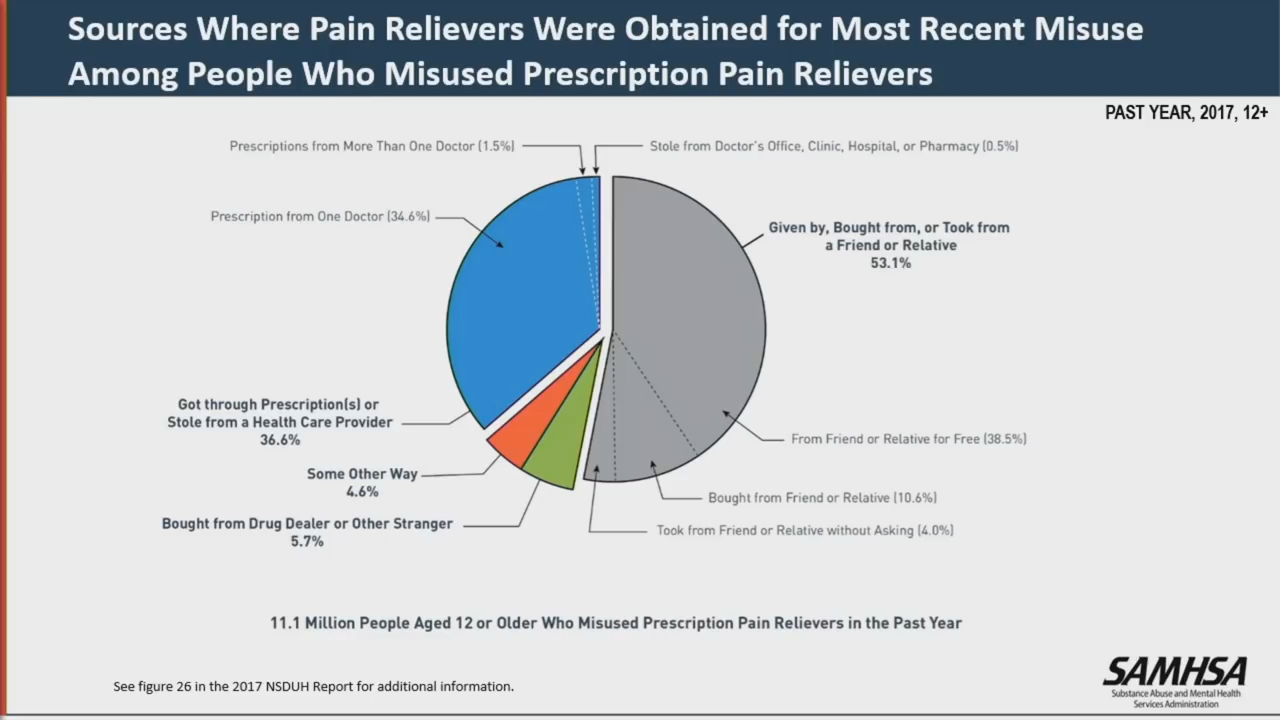 Sources Where Pain Relievers Were Obtained for Most Recent Misuse
Among People Who Misused Prescription Pain Relievers
PAST YEAR, 2017, 12+
Prescriptions from More Than One Doctor (1.5%)
Stole from Doctor's Office, Clinic, Hospital, or Pharmacy (0.5%)
Prescription from One Doctor (34.6%)
Given by, Bought from, or Took from
a Friend or Relative
53.1%
Got through Prescription(s) or
Stole from a Health Care Provider
36.6%
From Friend or Relative for Free (38.5%)
Some Other Way
4.6%
Bought from Friend or Relative (10.6%)
Bought from Drug Dealer or Other Stranger
5.7%
Took from Friend or Relative without Asking (4.0%)
11.1 Million People Aged 12 or Older Who Misused Prescription Pain Relievers in the Past Year
See figure 26 in the 2017 NSDUH Report for additional information.
SAMHSA
Substance Abuse and Mental Health
Services Administration